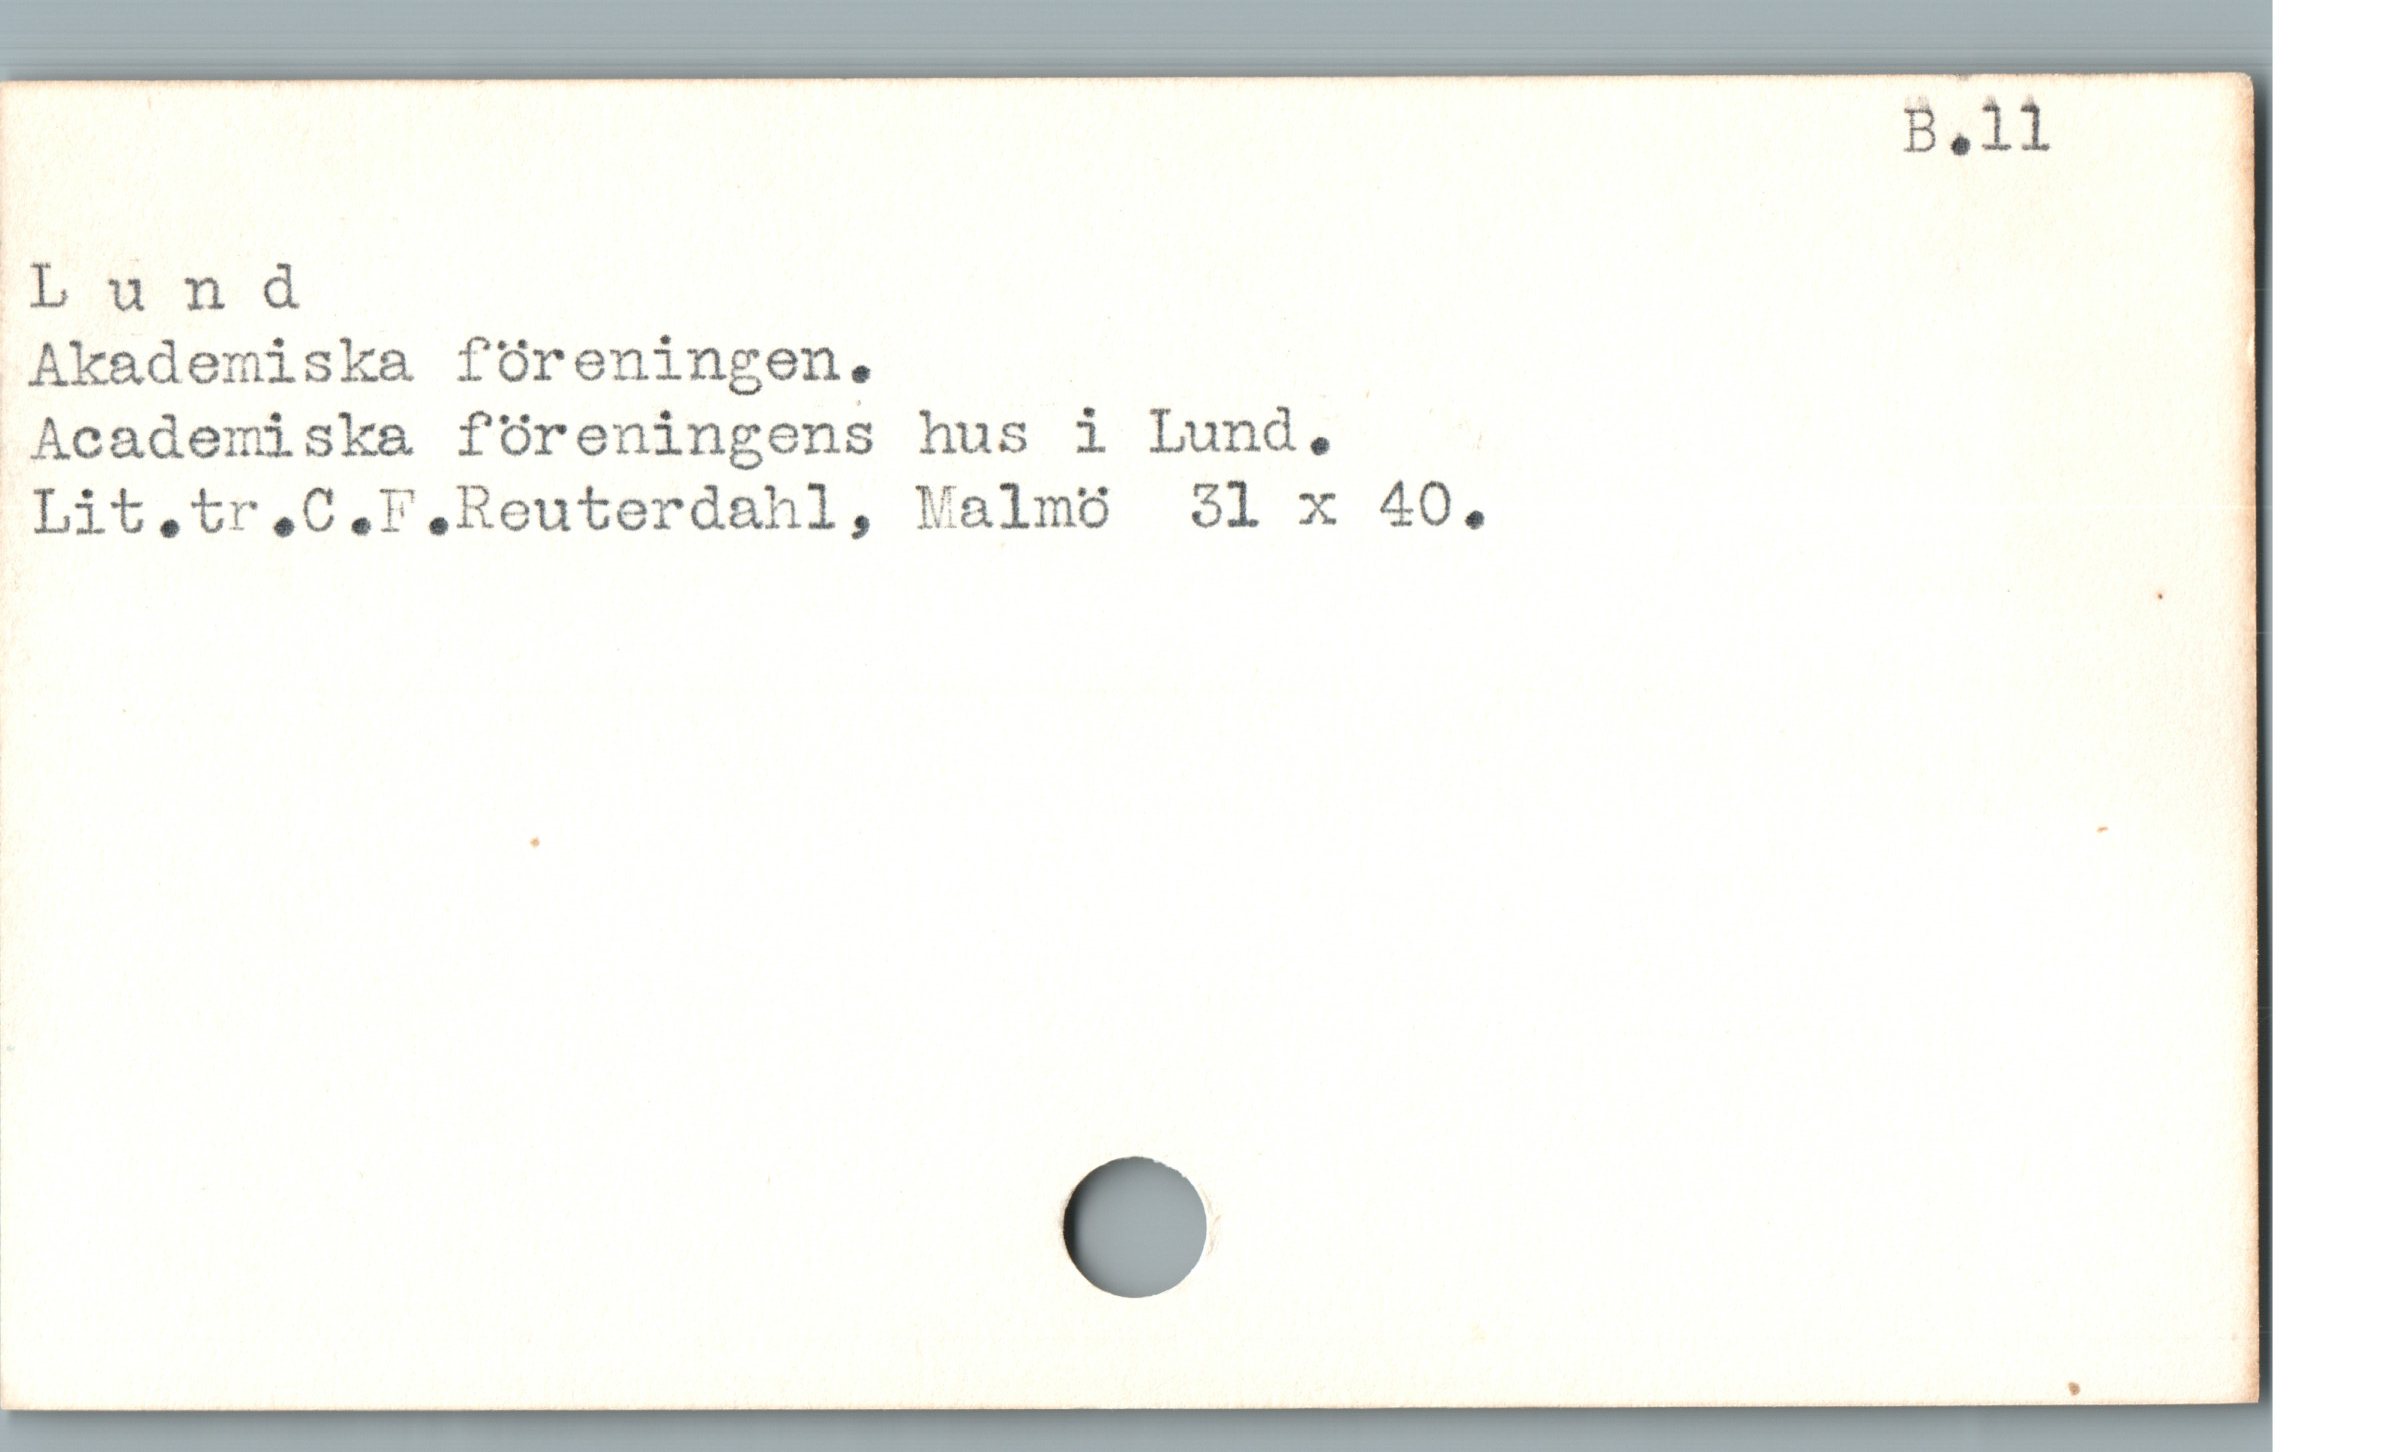 B.11
L u n d
Akademiska föreningen.
Academiska föreningens hus i Lund.
Lit.tr.C.F.Reuterdahl, Malmö  31 x 40.